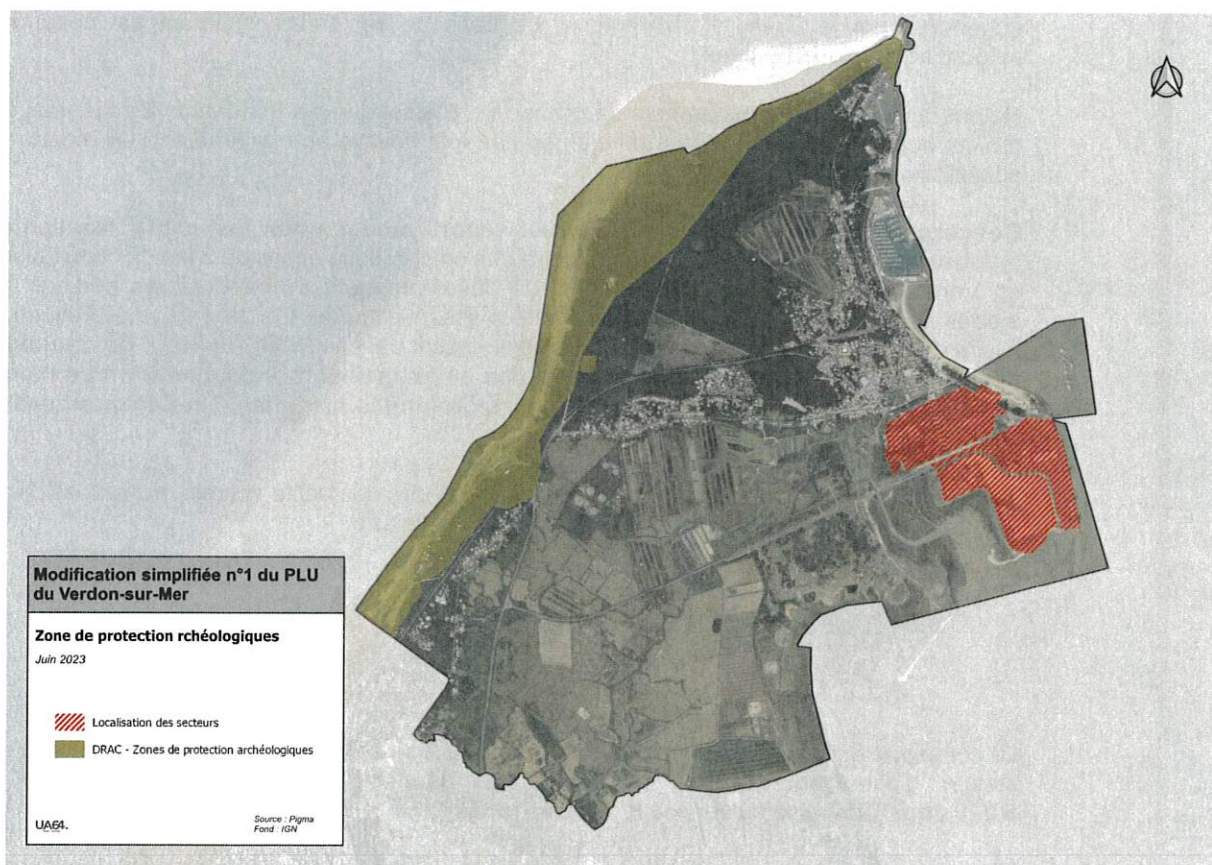 Modification simplifiée n°1 du PLU
du Verdon-sur-Mer
Zone de protection rchéologiques
Juin 2023
Localisation des secteurs
DRAC - Zones de protection archéologiques
UA64.
Source : Pigma
Fond : IGN